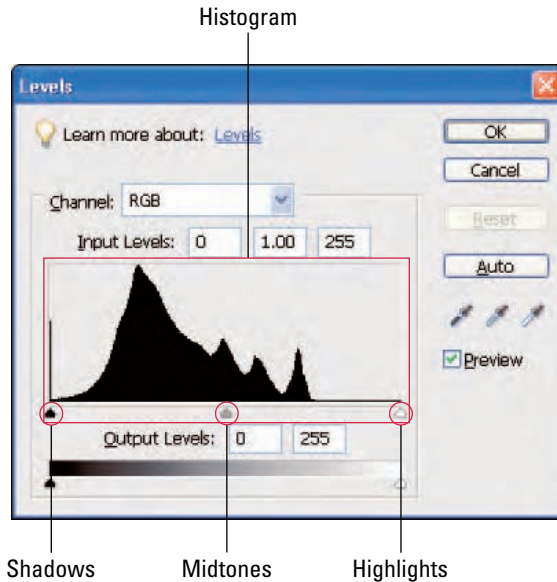 Histogram
Levels
Learn more about: Levels
OK
Cancel
Channel: RGB
Reset
Input Levels: 0 1.00 255
Auto
Preview
Output Levels: 0 255
Shadows Midtones Highlights